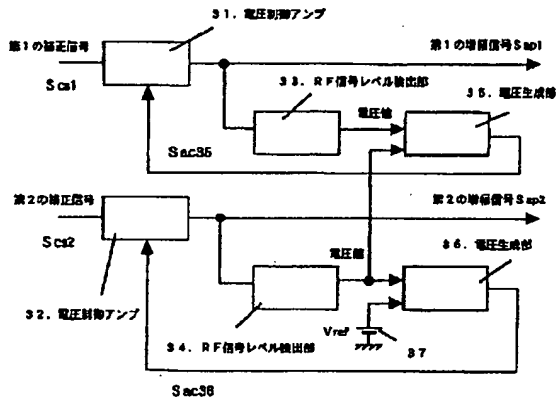 31．電圧制御アンプ
第1の補正信号
第1の増幅信号Sap1
Scs1
33．RF信号レベル検出部
35．電圧生成部
電圧値
Sac35
第2の補正信号
第2の増幅信号Sap2
Scs2
電圧値
36．電圧生成部
32．電圧制御アンプ
34．RF信号レベル検出部
Vref
37
Sac36